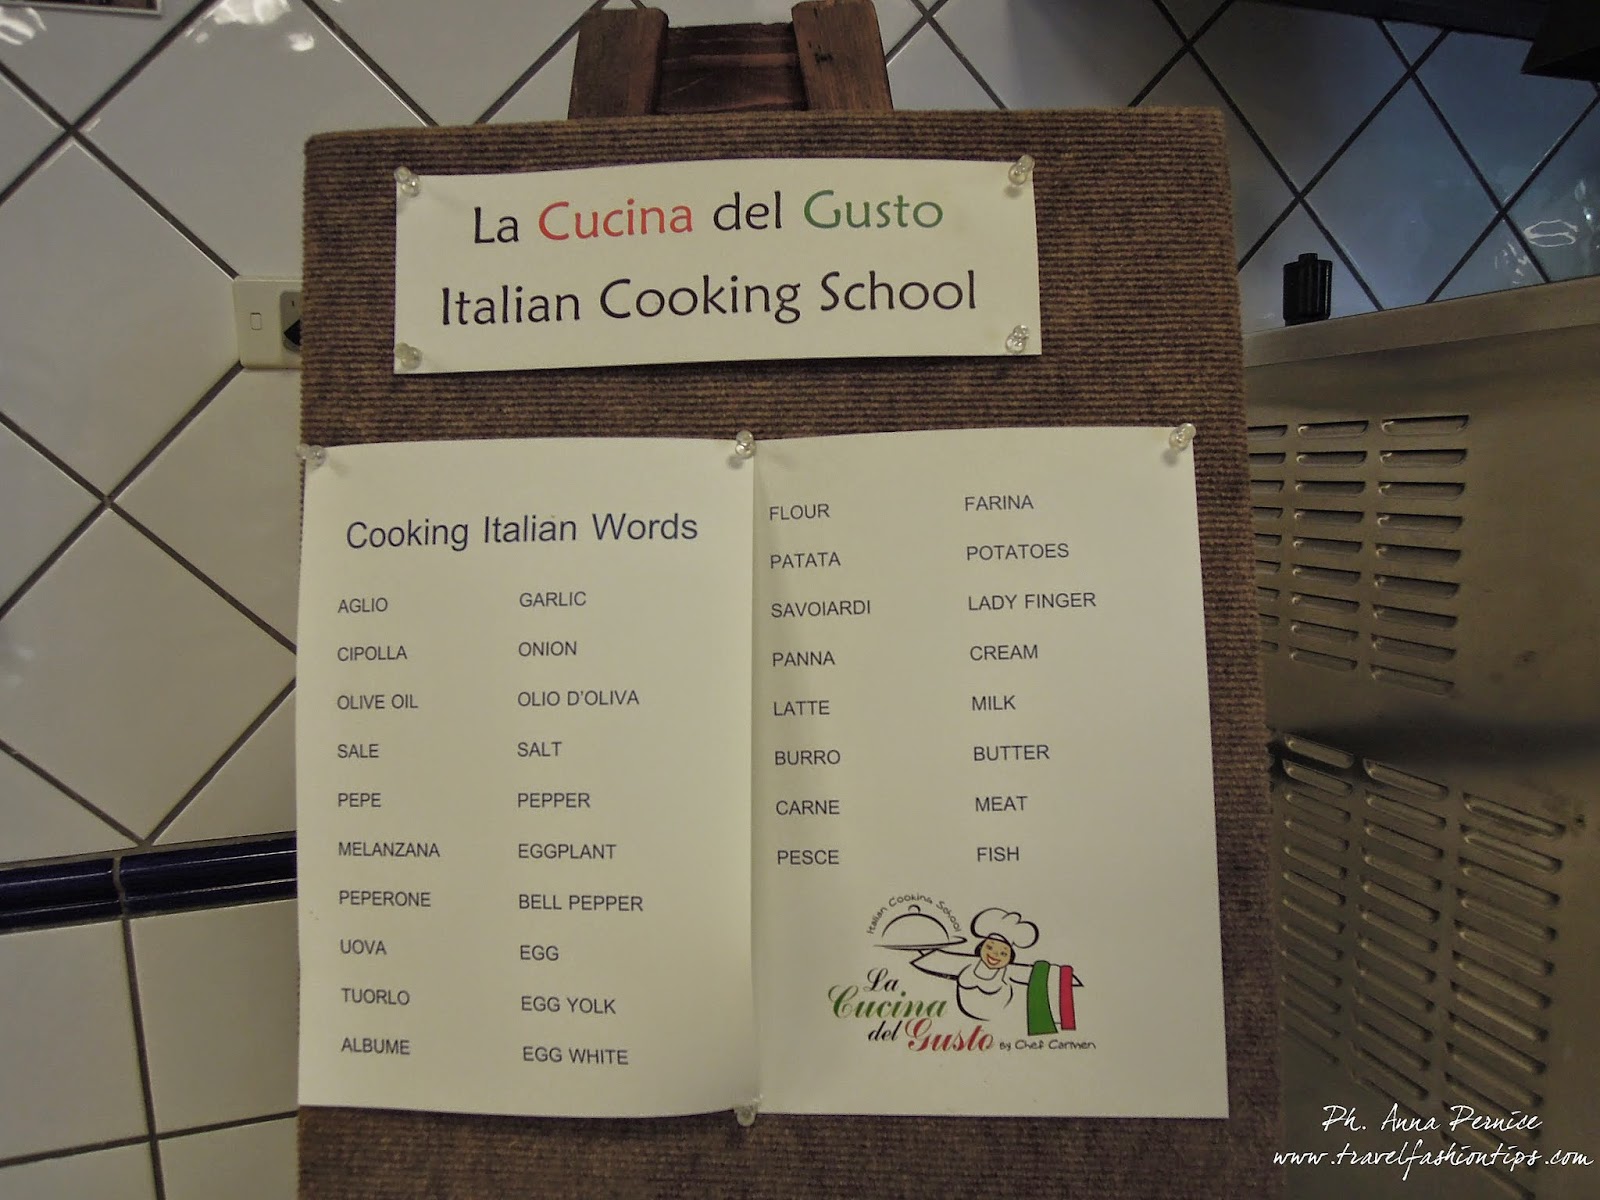 La Cucina del Gusto
Italian Cooking School
Cooking Italian Words
AGLIO GARLIC
CIPOLLA ONION
OLIVE OIL OLIO D'OLIVA
SALE SALT
PEPE PEPPER
MELANZANA EGGPLANT
PEPERONE BELL PEPPER
UOVA EGG
TUORLO EGG YOLK
ALBUME EGG WHITE
FLOUR FARINA
PATATA POTATOES
SAVOIARDI LADY FINGER
PANNA CREAM
LATTE MILK
BURRO BUTTER
CARNE MEAT
PESCE FISH
Italian Cooking School
La
Cucina
del Gusto By Chef Carmen
Ph. Anna Pernice
www.travelfashiontips.com